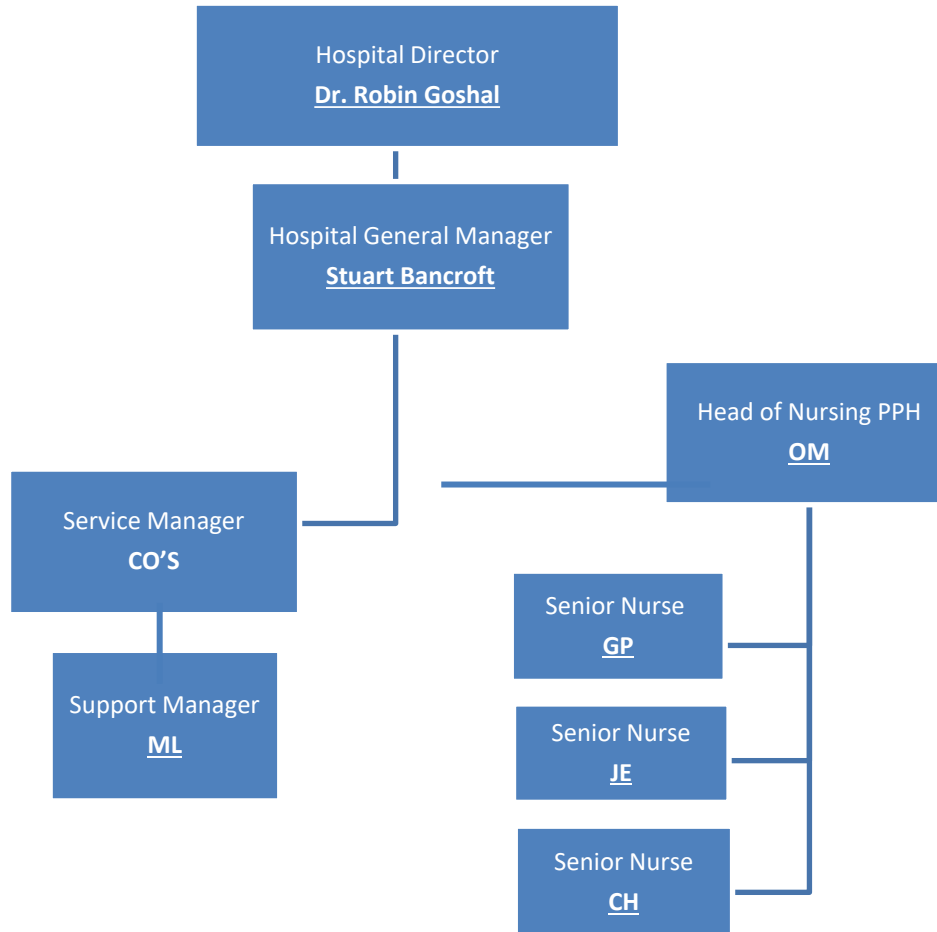 Hospital Director
Dr. Robin Goshal
Hospital General Manager
Stuart Bancroft
Head of Nursing PPH
OM
Service Manager
CO’S
Support Manager
ML
Senior Nurse
GP
Senior Nurse
JE
Senior Nurse
CH